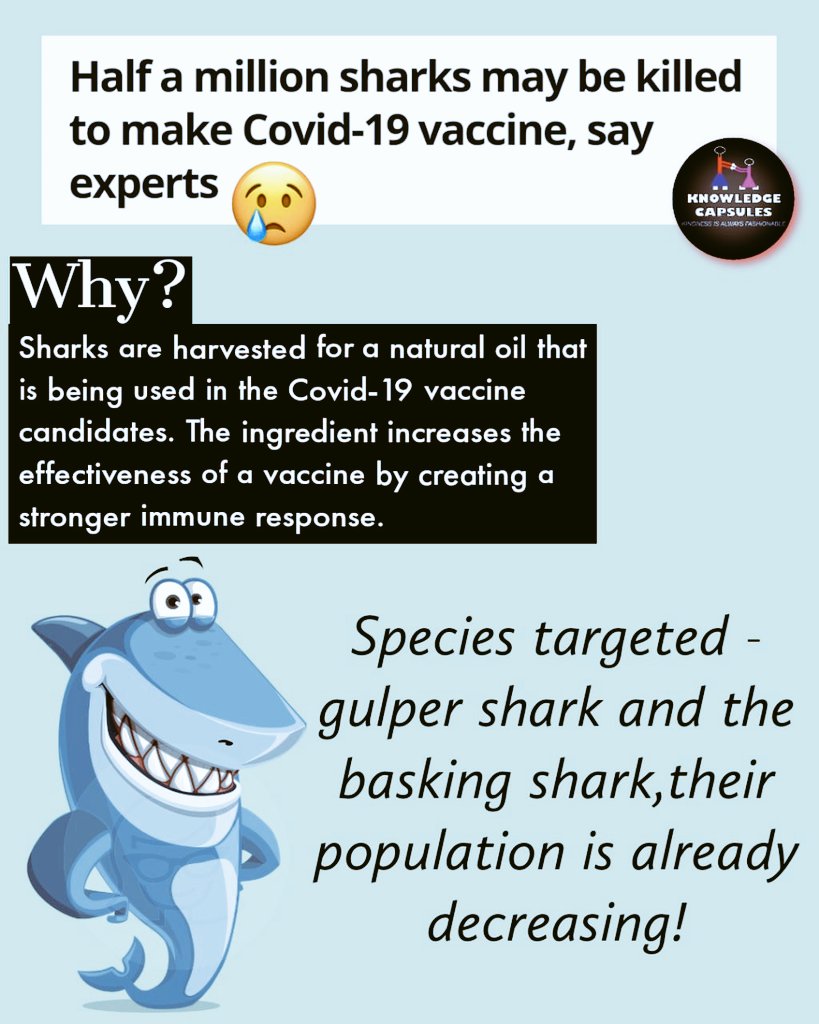 Half a million sharks may be killed
to make Covid-19 vaccine, say
experts
KNOWLEDGE
CAPSULES
KINDNESS IS ALWAYS FASHIONABLE
Why?
Sharks are harvested for a natural oil that
is being used in the Covid-19 vaccine
candidates. The ingredient increases the
effectiveness of a vaccine by creating a
stronger immune response.
Species targeted -
gulper shark and the
basking shark,their
population is already
decreasing!